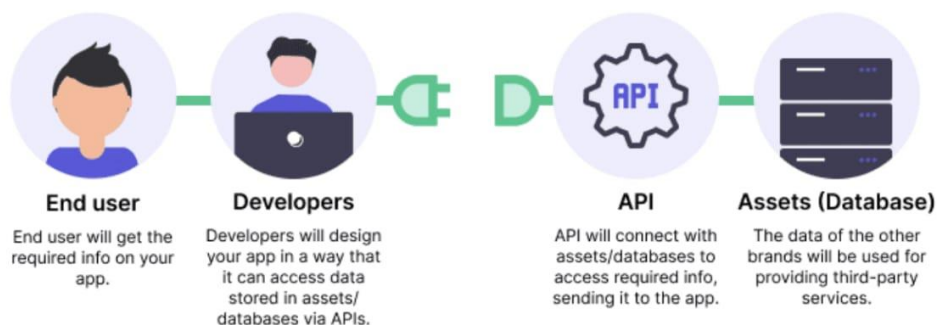 API
End user
End user will get the
required info on your
app.
Developers
Developers will design
your app in a way that
it can access data
stored in assets/
databases via APIs.
API
API will connect with
assets/databases to
access required info,
sending it to the app.
Assets (Database)
The data of the other
brands will be used for
providing third-party
services.